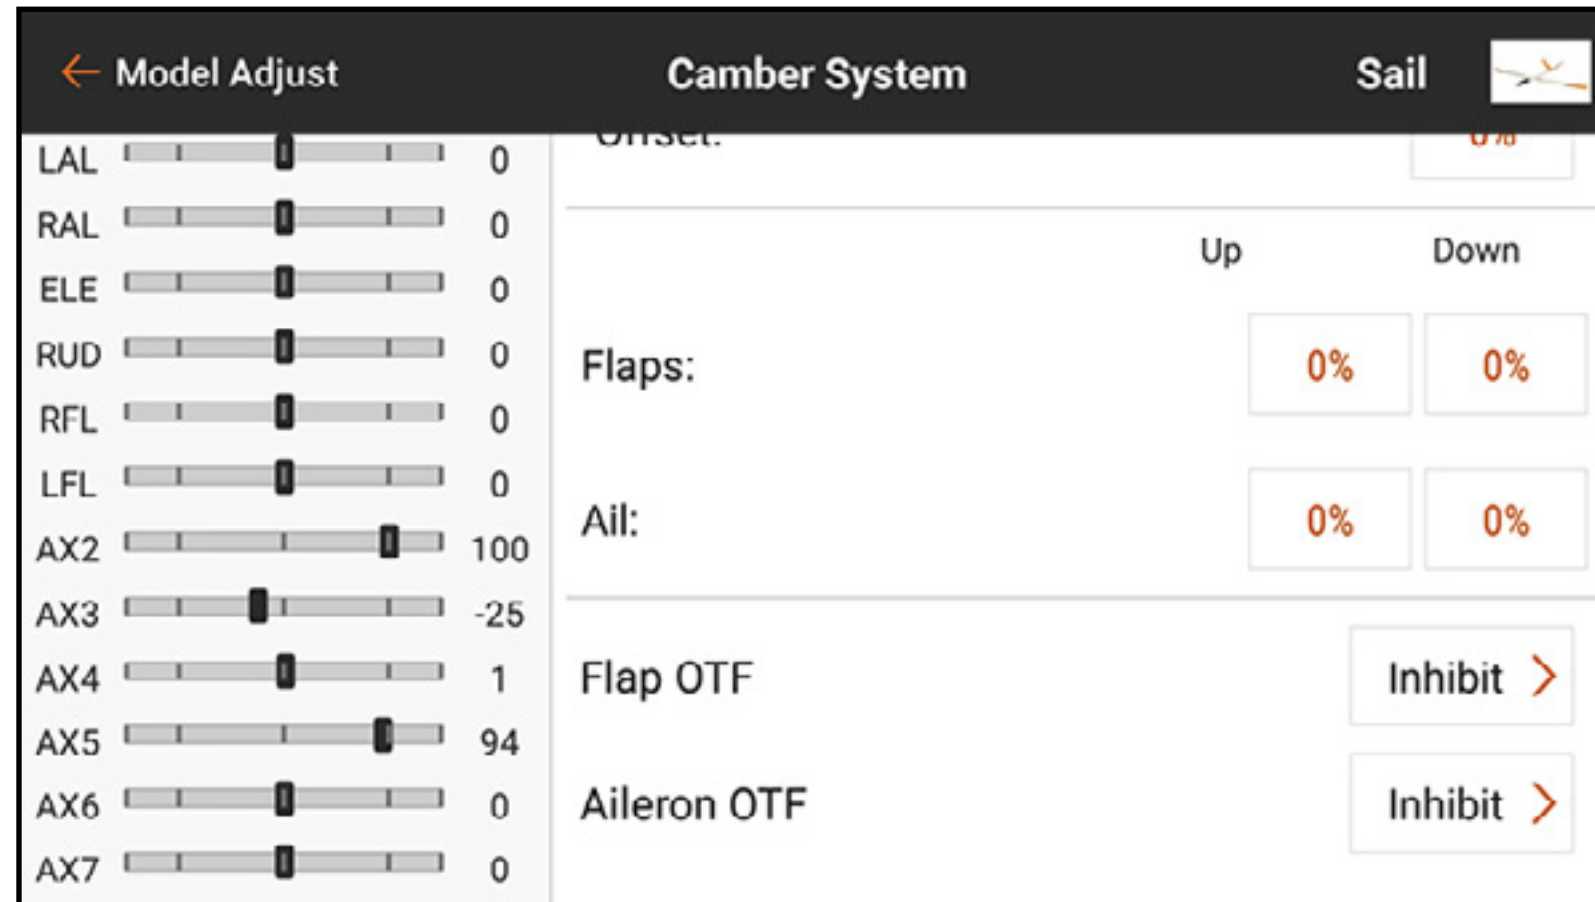 ← Model Adjust Camber System Sail
LAL 0
RAL 0
ELE 0
RUD 0
RFL 0
LFL 0
AX2 100
AX3 -25
AX4 1
AX5 94
AX6 0
AX7 0
Offset: 0%
Up Down
Flaps: 0% 0%
Ail: 0% 0%
Flap OTF Inhibit >
Aileron OTF Inhibit >